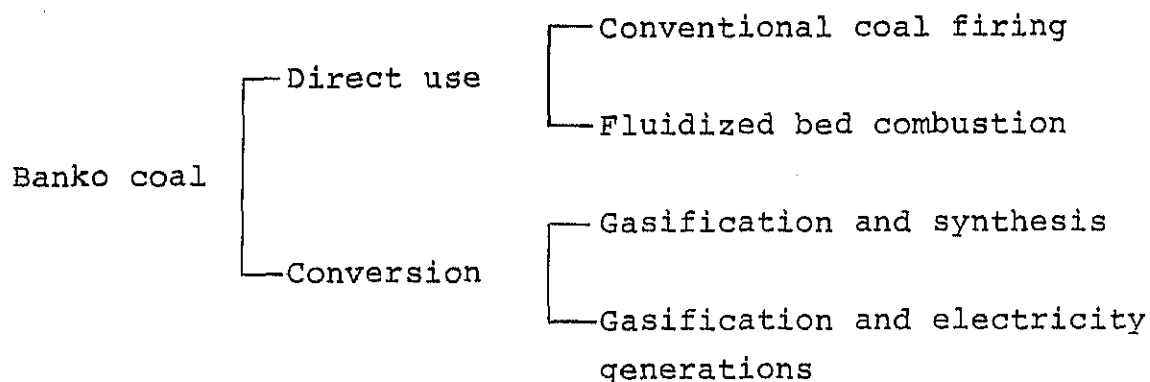 Conventional coal firing
Direct use
Fluidized bed combustion
Banko coal
Gasification and synthesis
Conversion
Gasification and electricity
generations